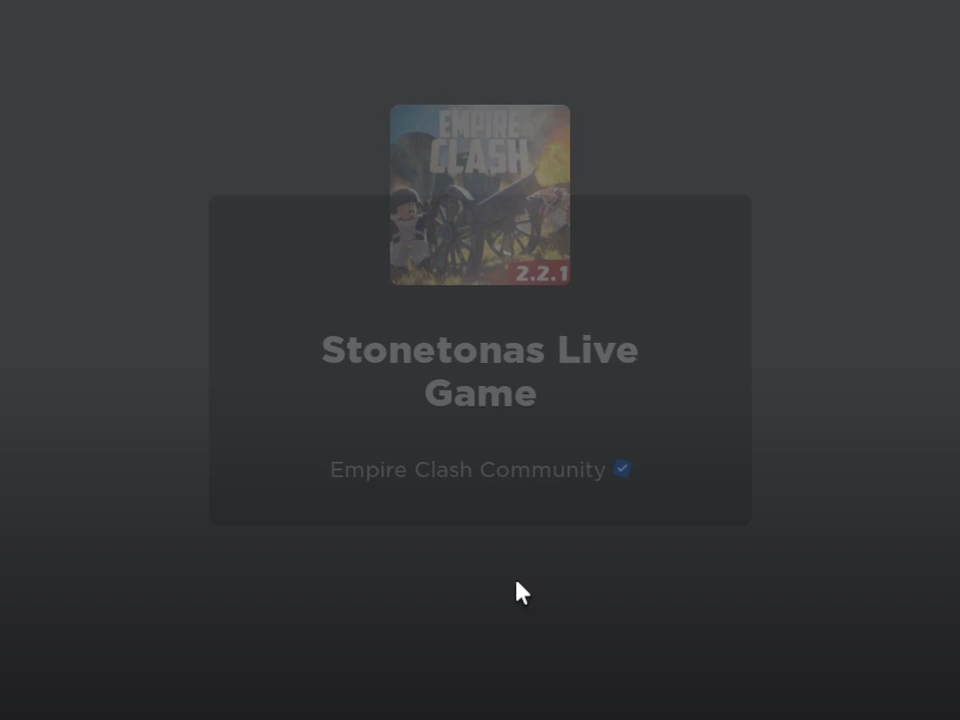 EMPIRE
CLASH
2.2.1
Stonetonas Live
Game
Empire Clash Community